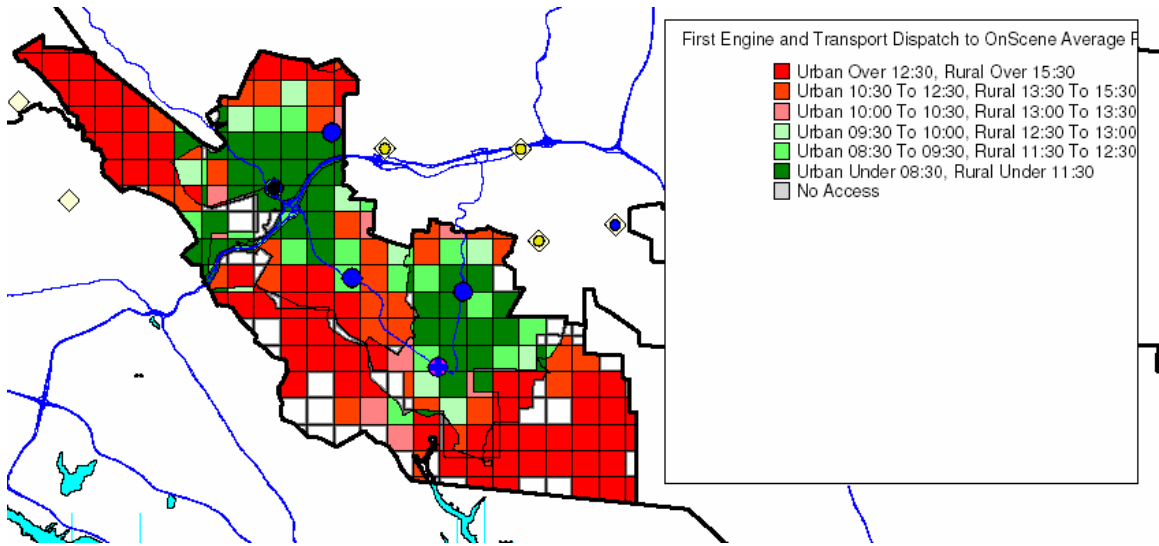 First Engine and Transport Dispatch to OnScene Average
Urban Over 12:30, Rural Over 15:30
Urban 10:30 To 12:30, Rural 13:30 To 15:30
Urban 10:00 To 10:30, Rural 13:00 To 13:30
Urban 09:30 To 10:00, Rural 12:30 To 13:00
Urban 08:30 To 09:30, Rural 11:30 To 12:30
Urban Under 08:30, Rural Under 11:30
No Access